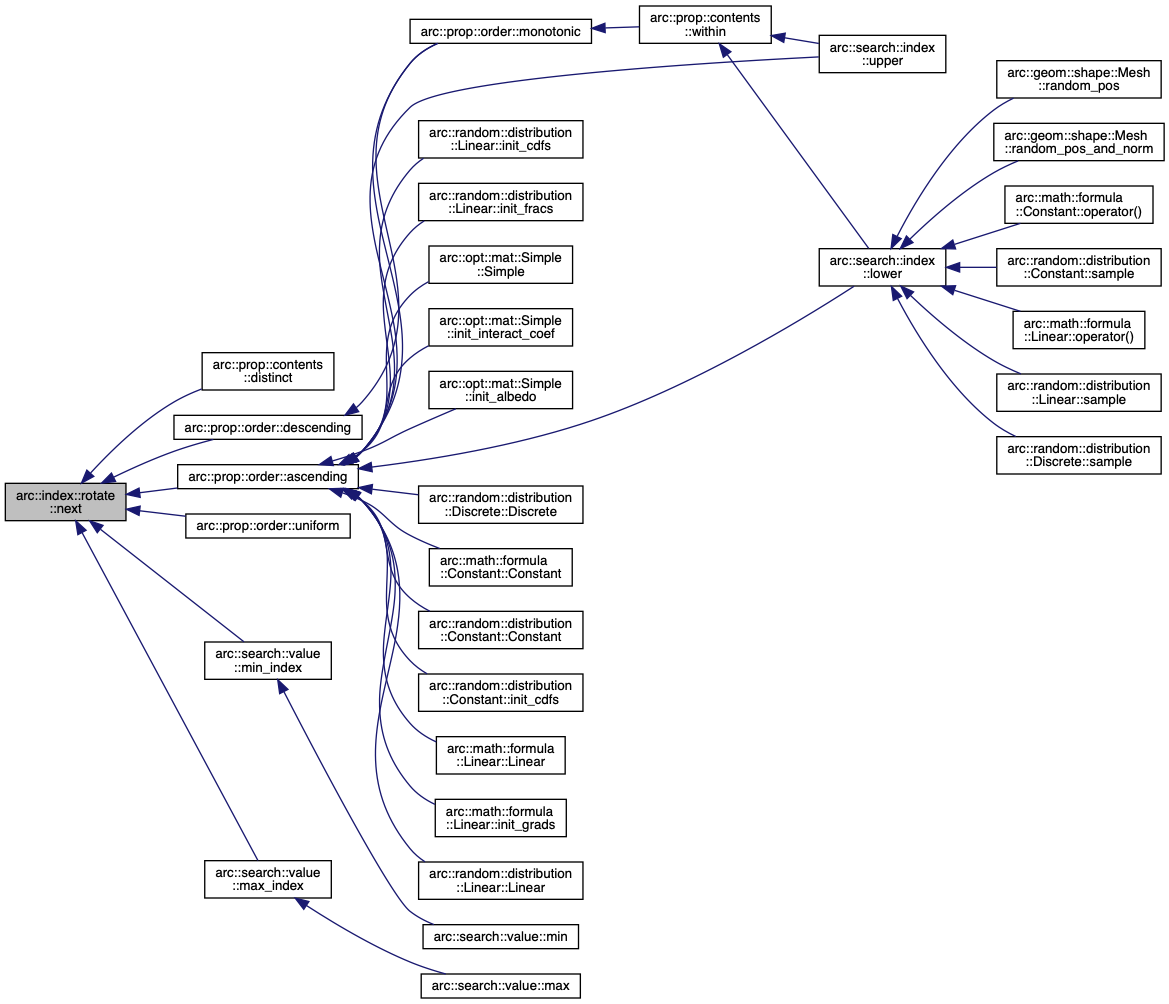 arc::prop::order::monotonic
arc::prop::contents
::within
arc::search::index
::upper
arc::geom::shape::Mesh
::random_pos
arc::random::distribution
::Linear::init_cdfs
arc::geom::shape::Mesh
::random_pos_and_norm
arc::random::distribution
::Linear::init_fracs
arc::math::formula
::Constant::operator()
arc::opt::mat::Simple
::Simple
arc::search::index
::lower
arc::random::distribution
::Constant::sample
arc::opt::mat::Simple
::init_interact_coef
arc::math::formula
::Linear::operator()
arc::prop::contents
::distinct
arc::opt::mat::Simple
::init_albedo
arc::random::distribution
::Linear::sample
arc::prop::order::descending
arc::random::distribution
::Discrete::sample
arc::prop::order::ascending
arc::index::rotate
::next
arc::random::distribution
::Discrete::Discrete
arc::prop::order::uniform
arc::math::formula
::Constant::Constant
arc::random::distribution
::Constant::Constant
arc::search::value
::min_index
arc::random::distribution
::Constant::init_cdfs
arc::math::formula
::Linear::Linear
arc::math::formula
::Linear::init_grads
arc::search::value
::max_index
arc::random::distribution
::Linear::Linear
arc::search::value::min
arc::search::value::max